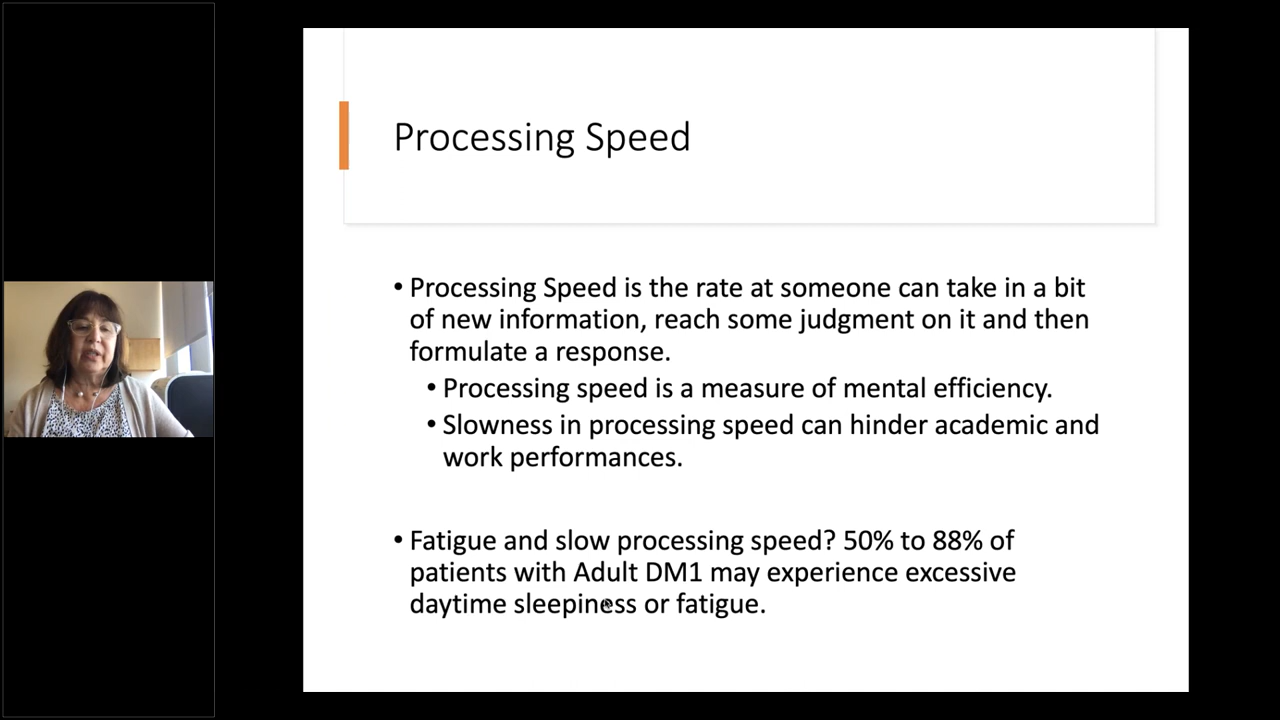 Processing Speed
• Processing Speed is the rate at someone can take in a bit
of new information, reach some judgment on it and then
formulate a response.
• Processing speed is a measure of mental efficiency.
• Slowness in processing speed can hinder academic and
work performances.
• Fatigue and slow processing speed? 50% to 88% of
patients with Adult DM1 may experience excessive
daytime sleepiness or fatigue.